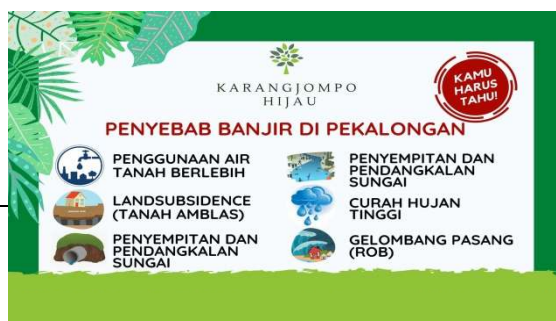 KARANGJOMPO
HIJAU
KAMU
HARUS
TAHU!
PENYEBAB BANJIR DI PEKALONGAN
PENGGUNAAN AIR
TANAH BERLEBIH
LANDSUBSIDENCE
(TANAH AMBLAS)
PENYEMPITAN DAN
PENDANGKALAN
SUNGAI
PENYEMPITAN DAN
PENDANGKALAN
SUNGAI
CURAH HUJAN
TINGGI
GELOMBANG PASANG
(ROB)